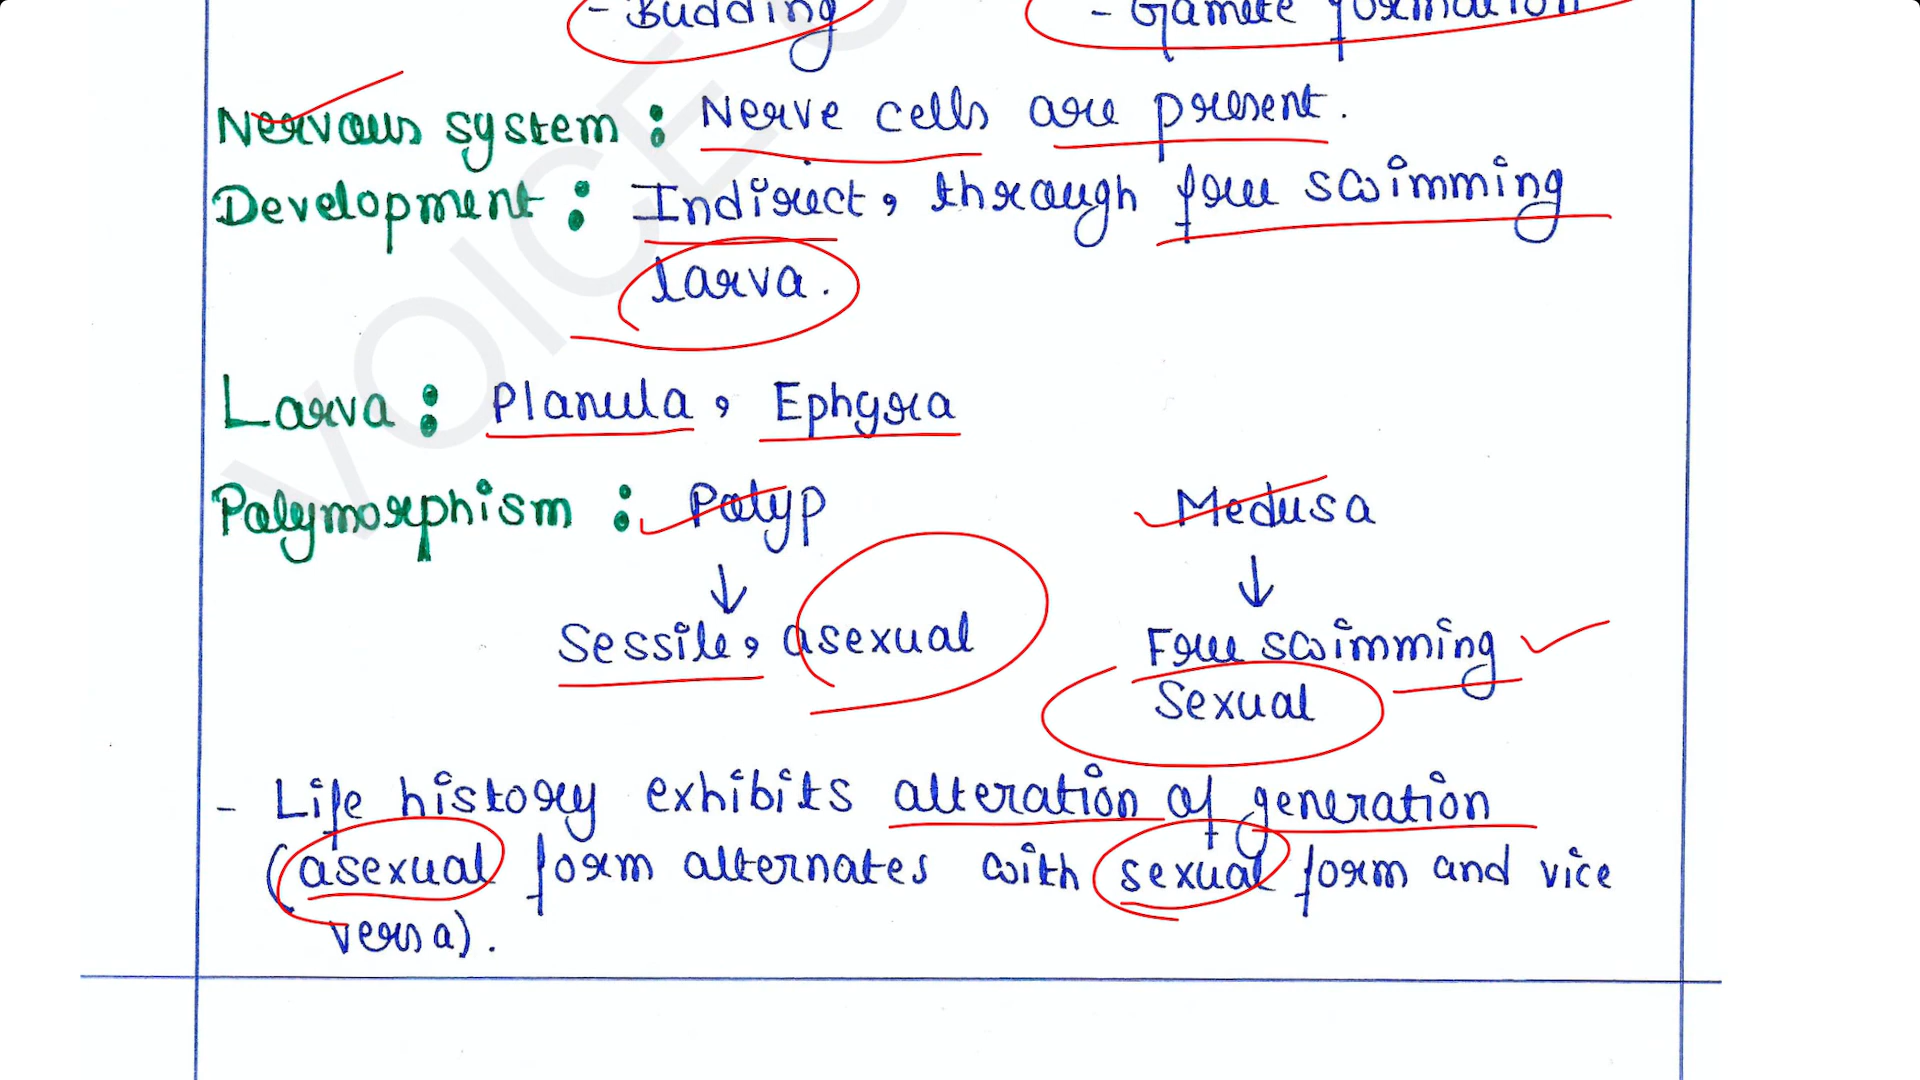 - Budding - Gamete formation
Nervous system : Nerve cells are present.
Development : Indirect, through free swimming
larva.
Larva : Planula, Ephyra
Polymorphism : Polyp Medusa
↓ ↓
Sessile, asexual Free swimming
Sexual
- Life history exhibits alteration of generation
(asexual form alternates with sexual form and vice
versa).
VOICE